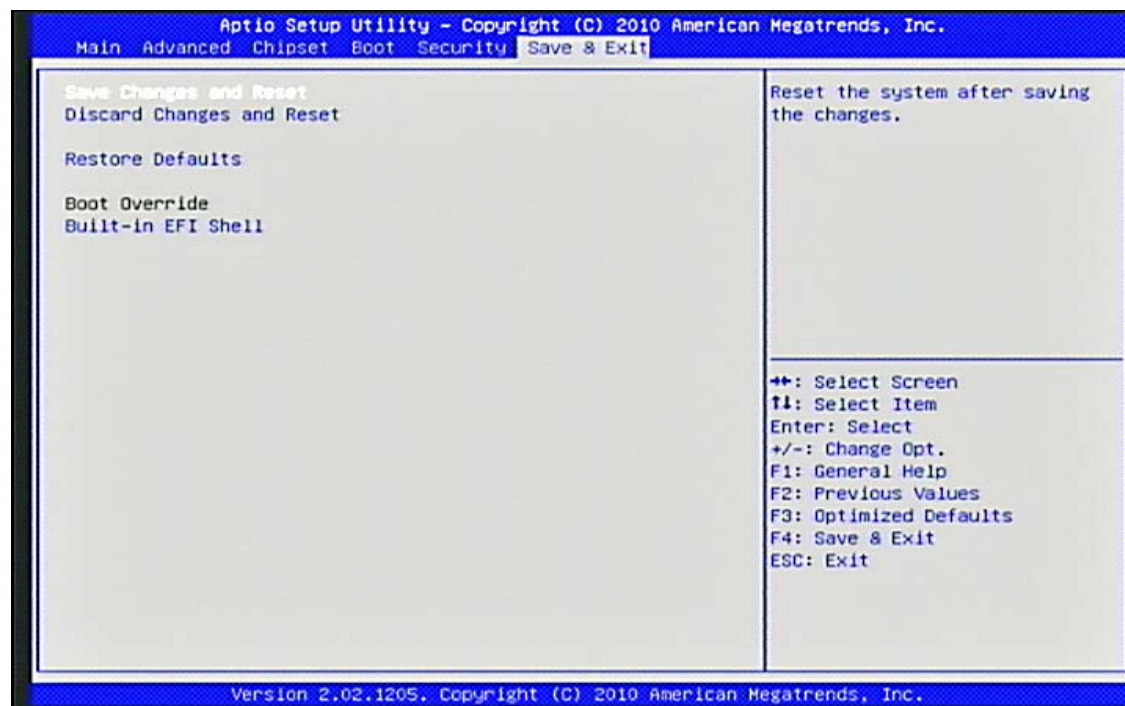 Aptio Setup Utility – Copyright (C) 2010 American Megatrends, Inc.
Main Advanced Chipset Boot Security Save & Exit
Save Changes and Reset
Discard Changes and Reset
Restore Defaults
Boot Override
Built-in EFI Shell
Reset the system after saving
the changes.
→←: Select Screen
↑↓: Select Item
Enter: Select
+/-: Change Opt.
F1: General Help
F2: Previous Values
F3: Optimized Defaults
F4: Save & Exit
ESC: Exit
Version 2.02.1205. Copyright (C) 2010 American Megatrends, Inc.